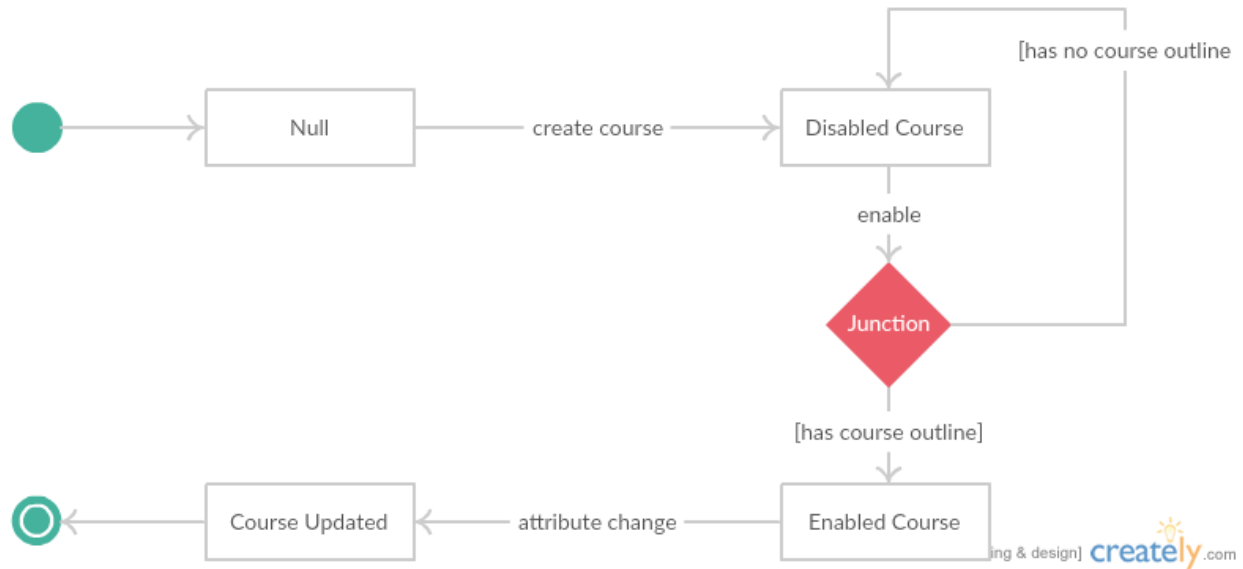 [has no course outline
Null
create course
Disabled Course
enable
Junction
[has course outline]
Course Updated
attribute change
Enabled Course
ing & design] creately.com